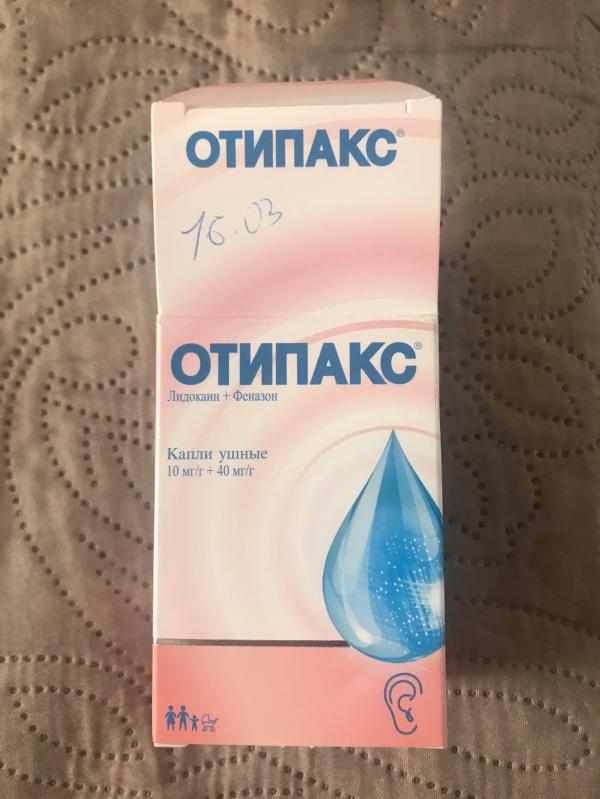 ОТИПАКС®
16.03
ОТИПАКС®
Лидокаин + Феназон
Капли ушные
10 мг/г + 40 мг/г